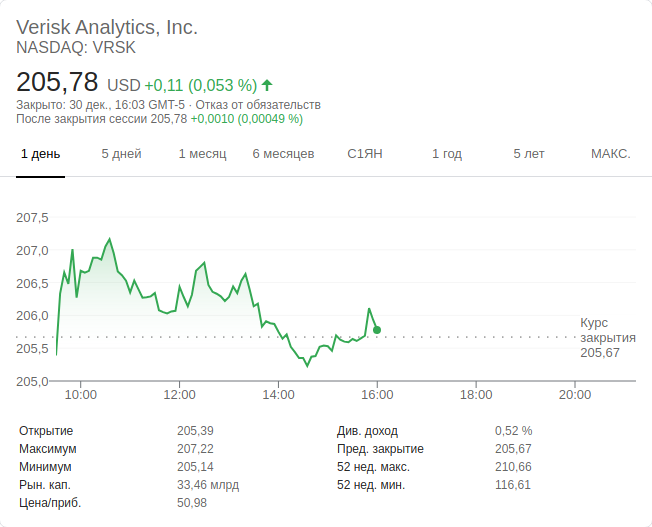 Verisk Analytics, Inc.
NASDAQ: VRSK
205,78 USD +0,11 (0,053 %)
Закрыто: 30 дек., 16:03 GMT-5 · Отказ от обязательств
После закрытия сессии 205,78 +0,0010 (0,00049 %)
1 день 5 дней 1 месяц 6 месяцев С1ЯН 1 год 5 лет МАКС.
207,5
207,0
206,5
206,0
205,5
205,0
Курс
закрытия
205,67
10:00 12:00 14:00 16:00 18:00 20:00
Открытие 205,39 Див. доход 0,52 %
Максимум 207,22 Пред. закрытие 205,67
Минимум 205,14 52 нед. макс. 210,66
Рын. кап. 33,46 млрд 52 нед. мин. 116,61
Цена/приб. 50,98